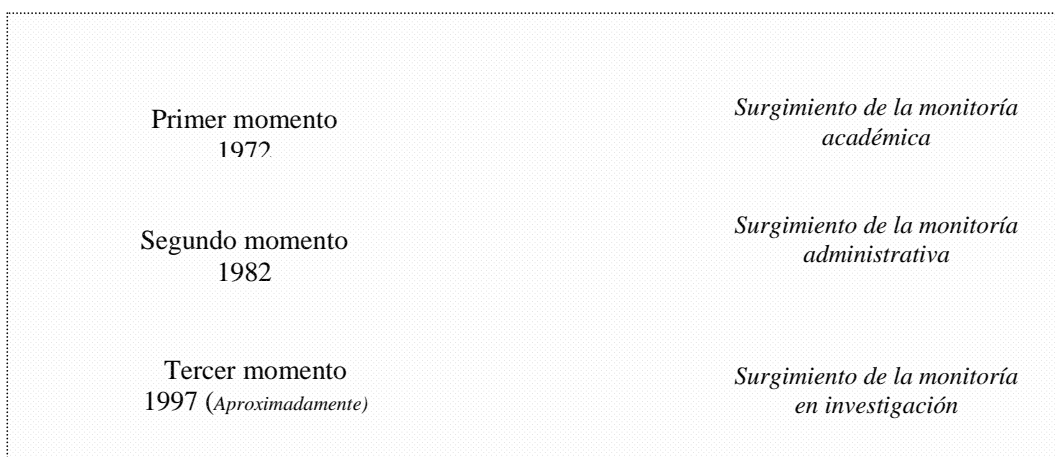 Primer momento
1972
Surgimiento de la monitoría
académica
Segundo momento
1982
Surgimiento de la monitoría
administrativa
Tercer momento
1997 (Aproximadamente)
Surgimiento de la monitoría
en investigación